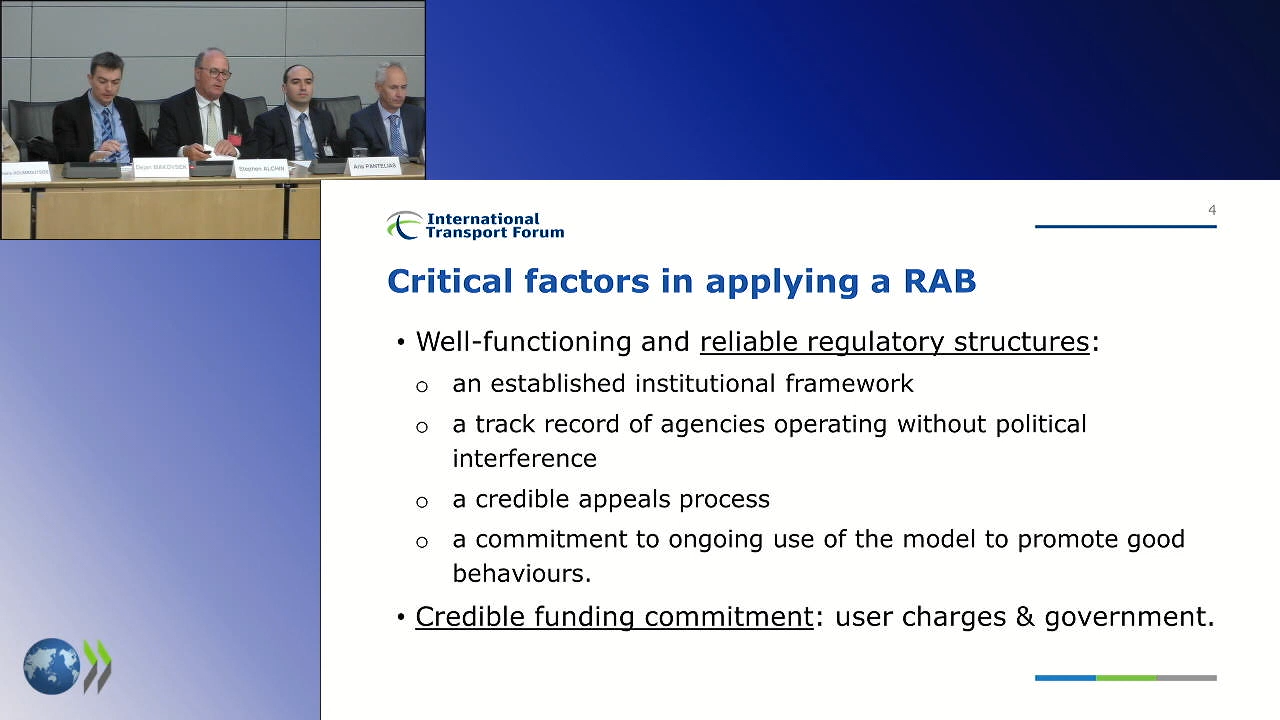 Dejan MAKOVSEK
Stephen ALCHIN
Aris PANTELIAS
International
Transport Forum
4
Critical factors in applying a RAB
• Well-functioning and reliable regulatory structures:
o an established institutional framework
o a track record of agencies operating without political
interference
o a credible appeals process
o a commitment to ongoing use of the model to promote good
behaviours.
• Credible funding commitment: user charges & government.